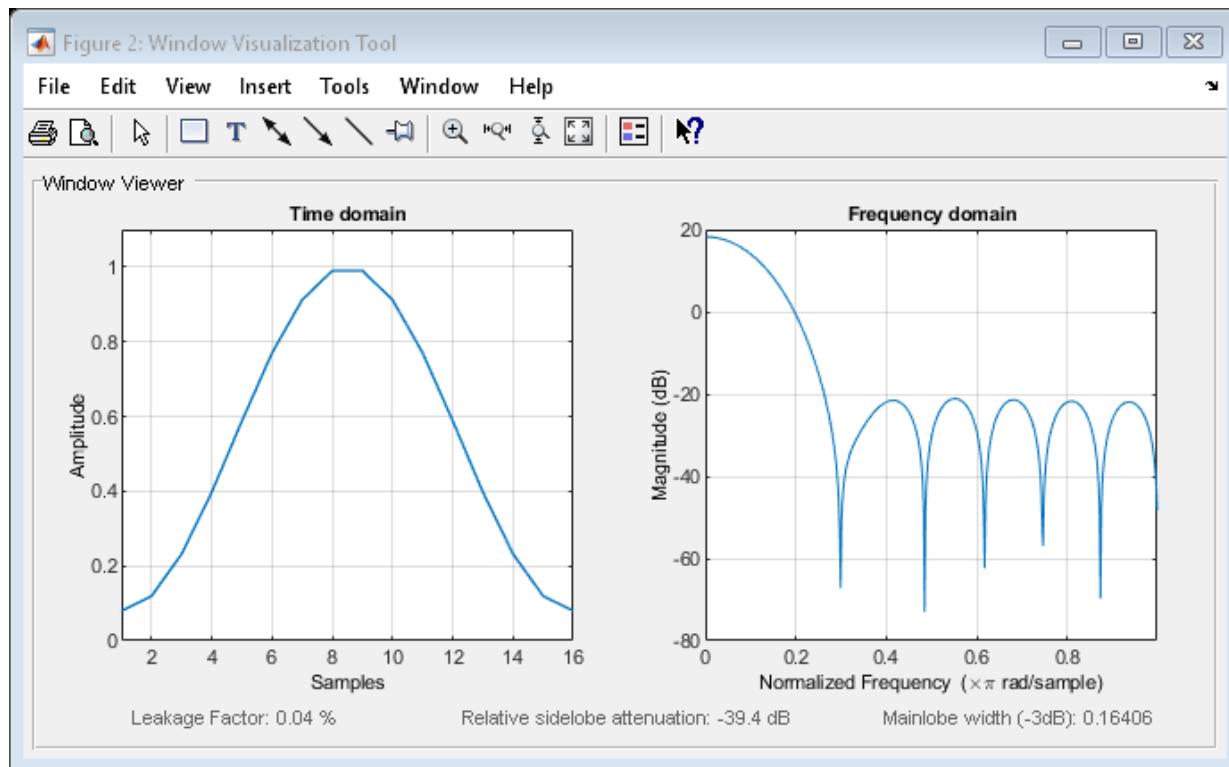 Figure 2: Window Visualization Tool
File Edit View Insert Tools Window Help
T
Window Viewer
Time domain
1
0.8
0.6
0.4
0.2
0
Amplitude
2 4 6 8 10 12 14 16
Samples
Frequency domain
20
0
-20
-40
-60
-80
Magnitude (dB)
0 0.2 0.4 0.6 0.8
Normalized Frequency (×π rad/sample)
Leakage Factor: 0.04 %
Relative sidelobe attenuation: -39.4 dB
Mainlobe width (-3dB): 0.16406